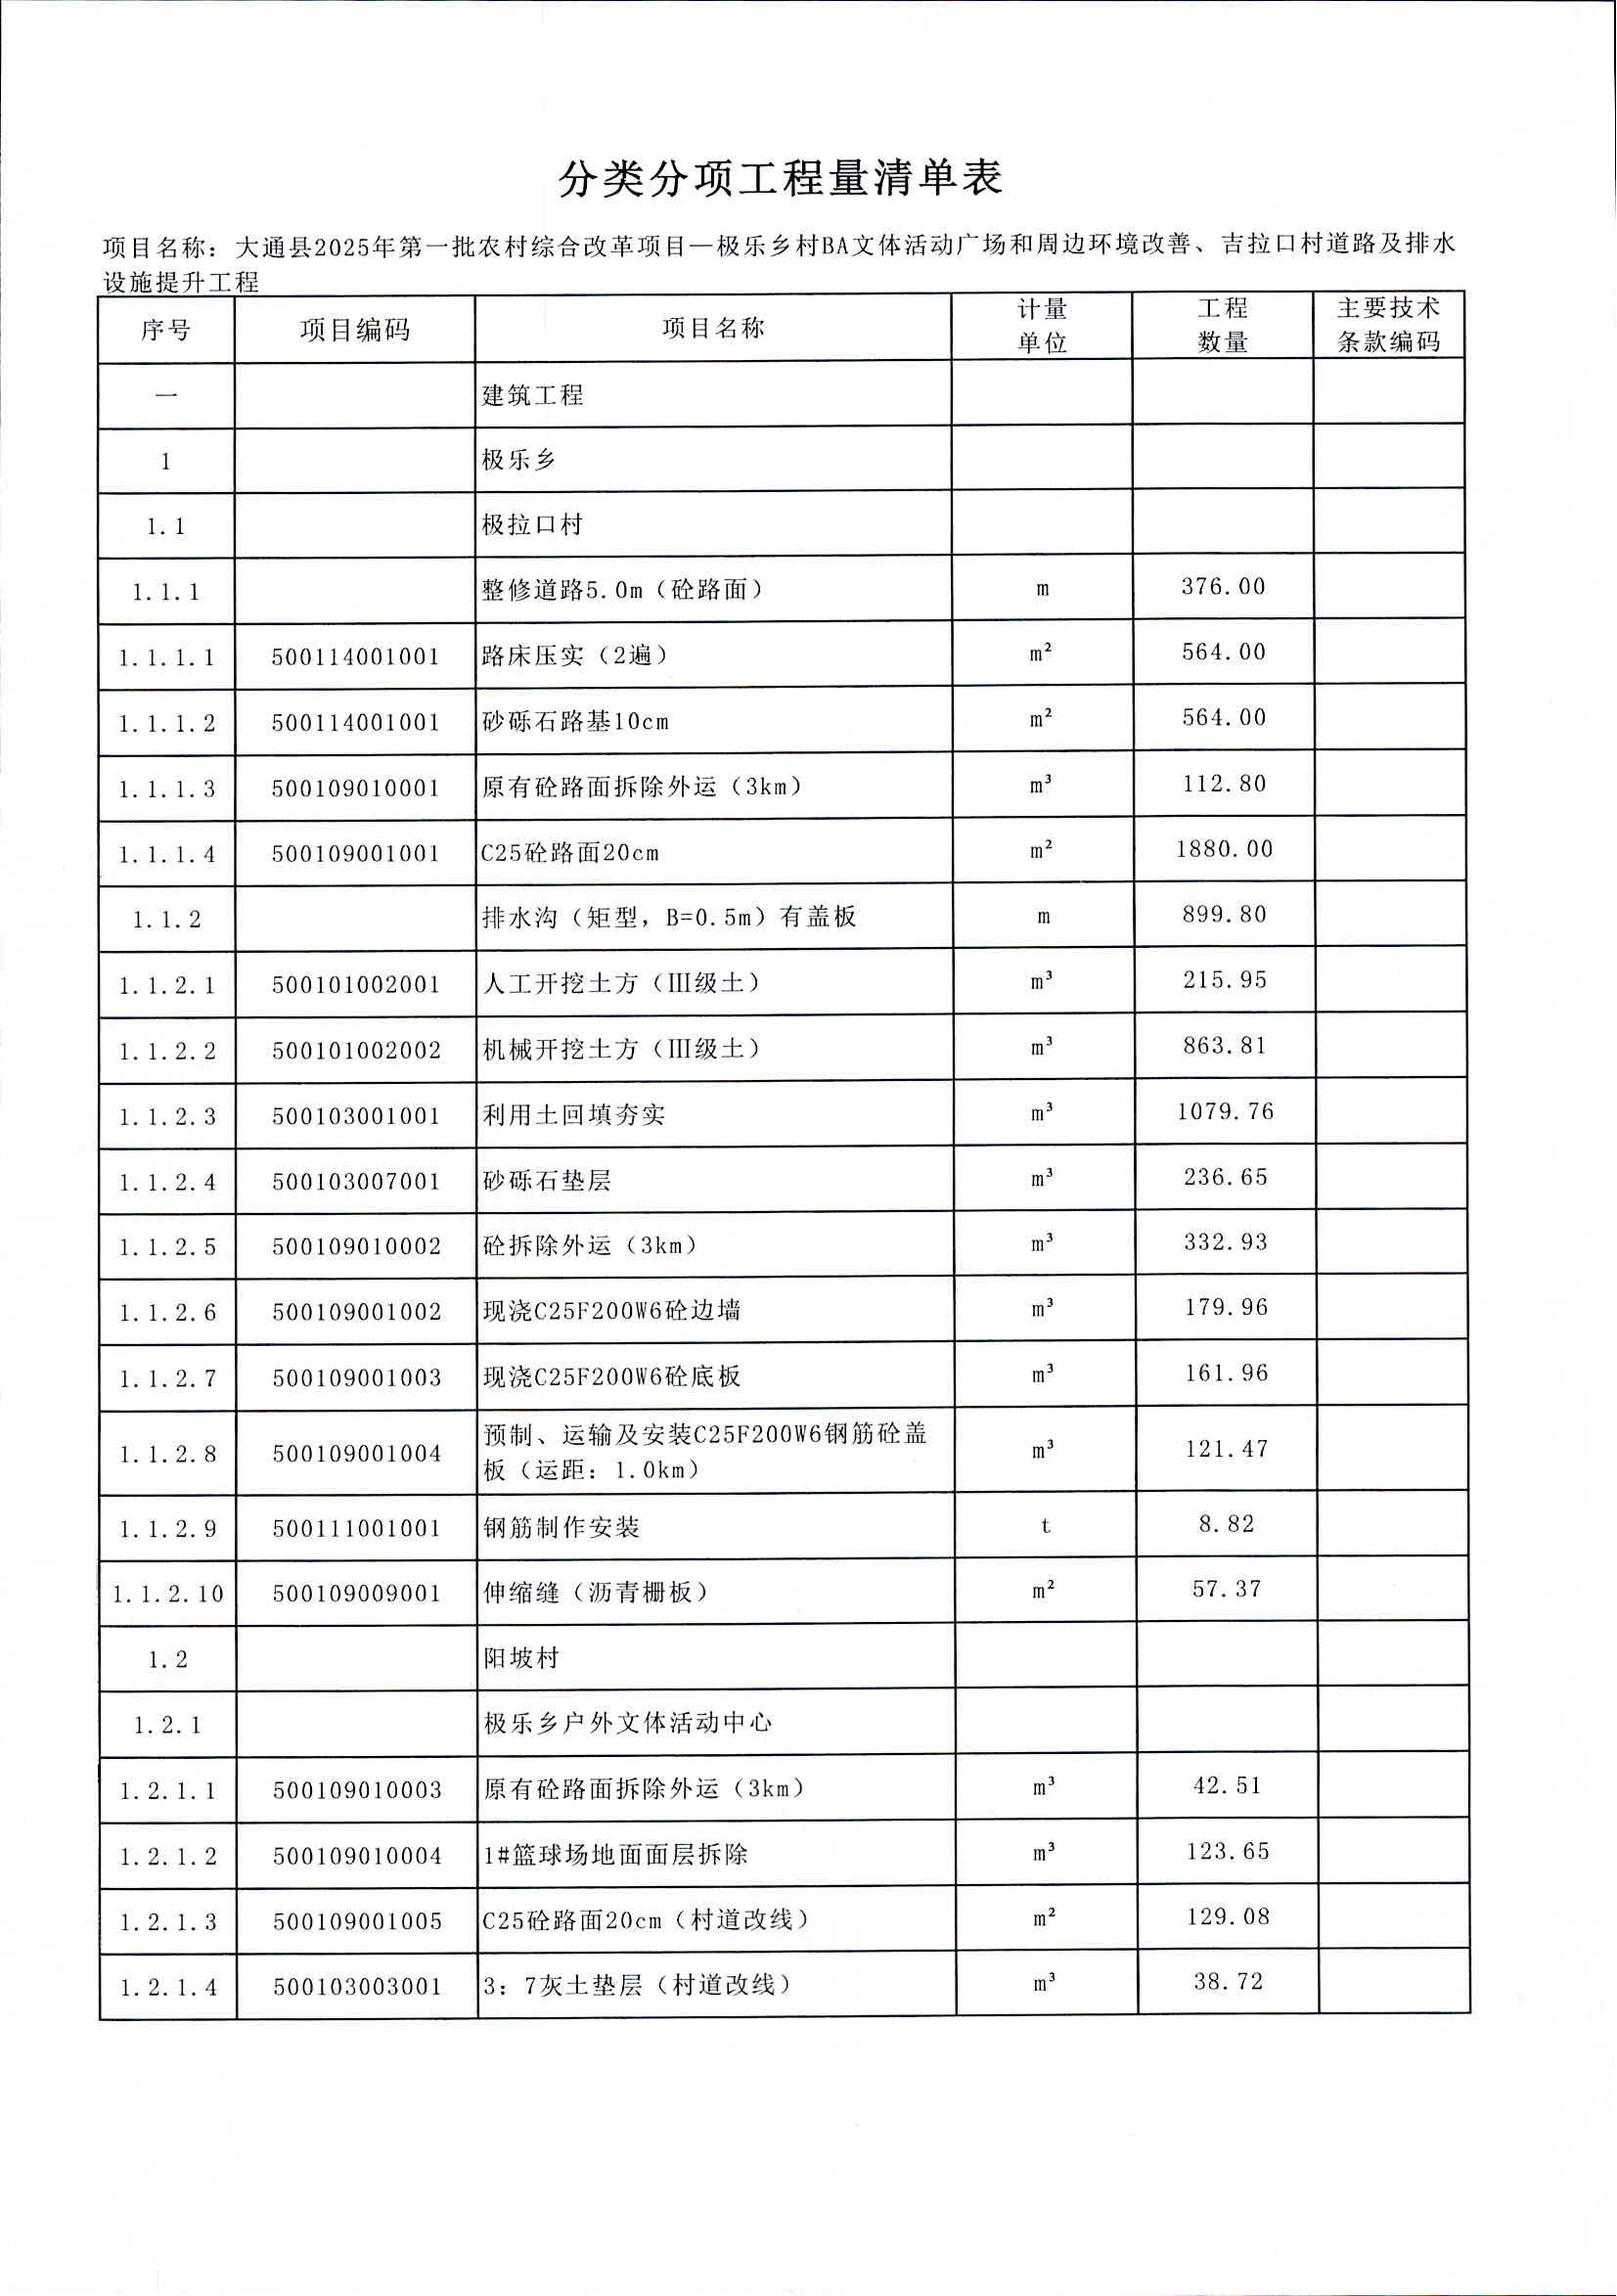 分类分项工程量清单表
项目名称：大通县2025年第一批农村综合改革项目—极乐乡村BA文体活动广场和周边环境改善、吉拉口村道路及排水
设施提升工程
序号 项目编码 项目名称 计量单位 工程数量 主要技术条款编码
一 建筑工程
1 极乐乡
1.1 极拉口村
1.1.1 整修道路5.0m（砼路面） m 376.00
1.1.1.1 500114001001 路床压实（2遍） m² 564.00
1.1.1.2 500114001001 砂砾石路基10cm m² 564.00
1.1.1.3 500109010001 原有砼路面拆除外运（3km） m³ 112.80
1.1.1.4 500109001001 C25砼路面20cm m² 1880.00
1.1.2 排水沟（矩型，B=0.5m）有盖板 m 899.80
1.1.2.1 500101002001 人工开挖土方（Ⅲ级土） m³ 215.95
1.1.2.2 500101002002 机械开挖土方（Ⅲ级土） m³ 863.81
1.1.2.3 500103001001 利用土回填夯实 m³ 1079.76
1.1.2.4 500103007001 砂砾石垫层 m³ 236.65
1.1.2.5 500109010002 砼拆除外运（3km） m³ 332.93
1.1.2.6 500109001002 现浇C25F200W6砼边墙 m³ 179.96
1.1.2.7 500109001003 现浇C25F200W6砼底板 m³ 161.96
1.1.2.8 500109001004 预制、运输及安装C25F200W6钢筋砼盖
板（运距：1.0km） m³ 121.47
1.1.2.9 500111001001 钢筋制作安装 t 8.82
1.1.2.10 500109009001 伸缩缝（沥青栅板） m² 57.37
1.2 阳坡村
1.2.1 极乐乡户外文体活动中心
1.2.1.1 500109010003 原有砼路面拆除外运（3km） m³ 42.51
1.2.1.2 500109010004 1#篮球场地面面层拆除 m³ 123.65
1.2.1.3 500109001005 C25砼路面20cm（村道改线） m² 129.08
1.2.1.4 500103003001 3：7灰土垫层（村道改线） m³ 38.72